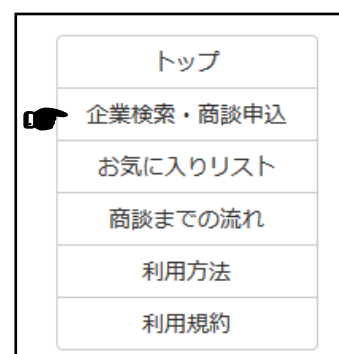 トップ
企業検索・商談申込
お気に入りリスト
商談までの流れ
利用方法
利用規約